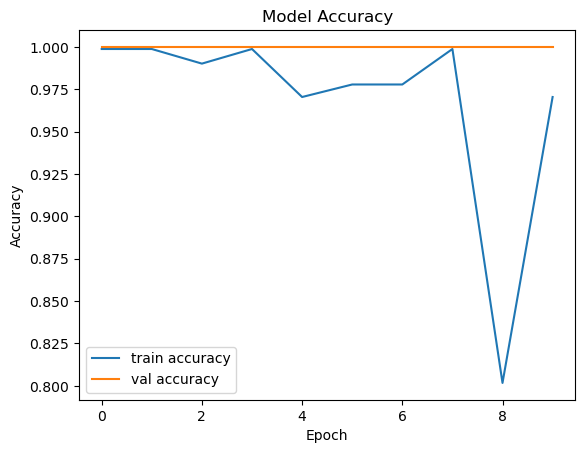 Model Accuracy
1.000
0.975
0.950
0.925
0.900
0.875
0.850
0.825
0.800
Accuracy
train accuracy
val accuracy
0 2 4 6 8
Epoch